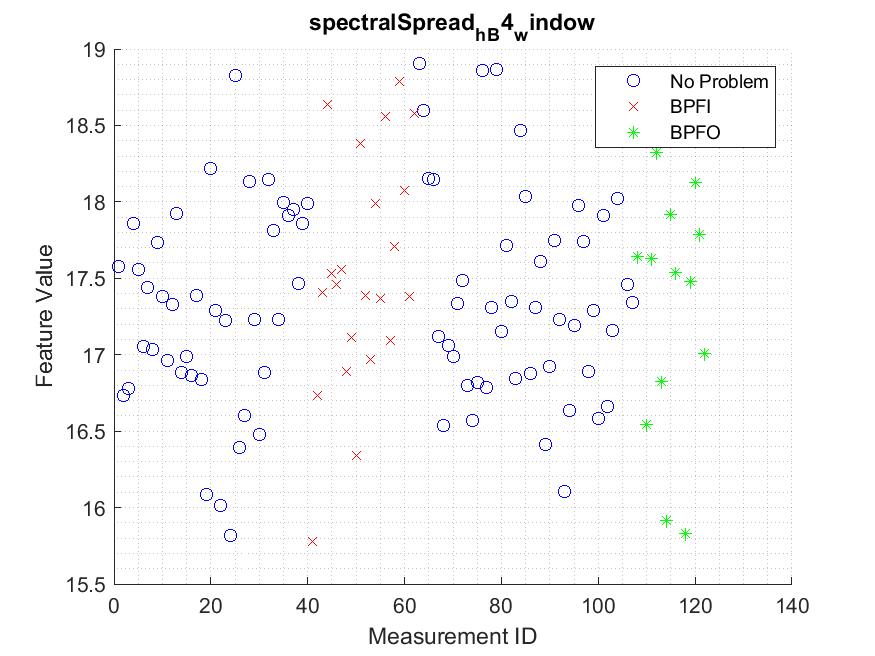 spectralSpread_hB4_window
19
18.5
18
17.5
17
16.5
16
15.5
Feature Value
No Problem
BPFI
BPFO
0 20 40 60 80 100 120 140
Measurement ID